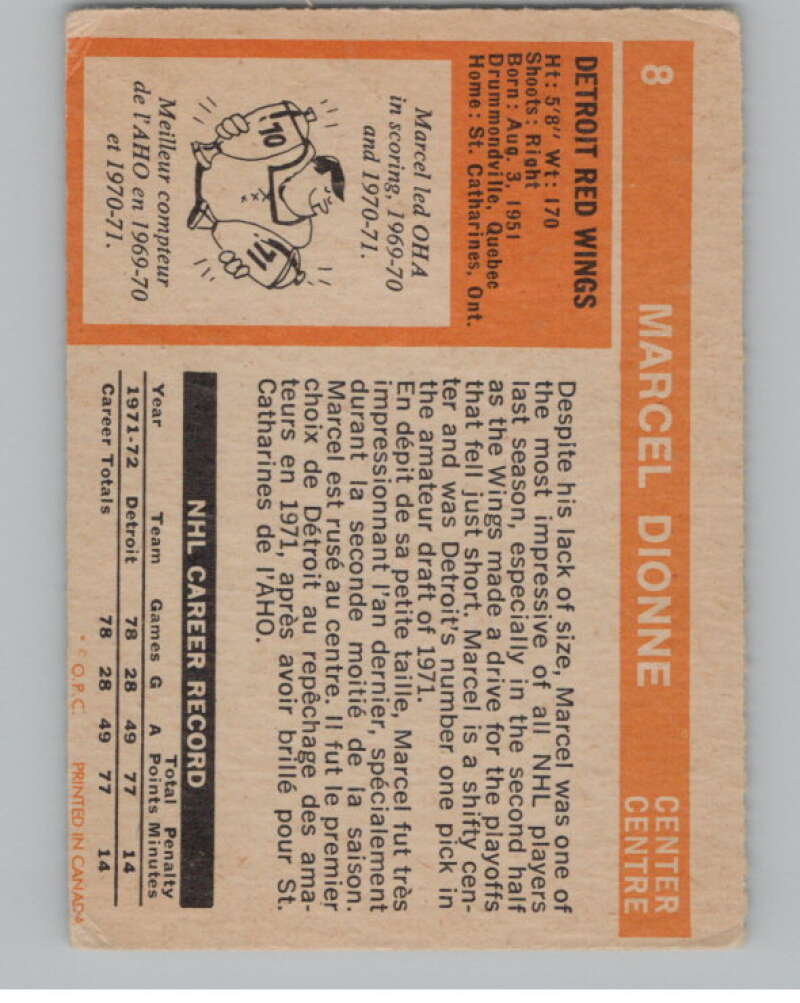 8 MARCEL DIONNE CENTER
CENTRE
DETROIT RED WINGS
Ht: 5'8" Wt: 170
Shoots: Right
Born: Aug. 3, 1951
Drummondville, Quebec
Home: St. Catharines, Ont.
Marcel led OHA
in scoring, 1969-70
and 1970-71.
'70
'71
Meilleur compteur
de l'AHO en 1969-70
et 1970-71.
Despite his lack of size, Marcel was one of
the most impressive of all NHL players
last season, especially in the second half
as the Wings made a drive for the playoffs
that fell just short. Marcel is a shifty cen-
ter and was Detroit's number one pick in
the amateur draft of 1971.
En dépit de sa petite taille, Marcel fut très
impressionnant l'an dernier, spécialement
durant la seconde moitié de la saison.
Marcel est rusé au centre. Il fut le premier
choix de Détroit au repêchage des ama-
teurs en 1971, après avoir brillé pour St.
Catharines de l'AHO.
NHL CAREER RECORD
Total Penalty
Year Team Games G A Points Minutes
1971-72 Detroit 78 28 49 77 14
Career Totals 78 28 49 77 14
* © O.P.C. PRINTED IN CANADA